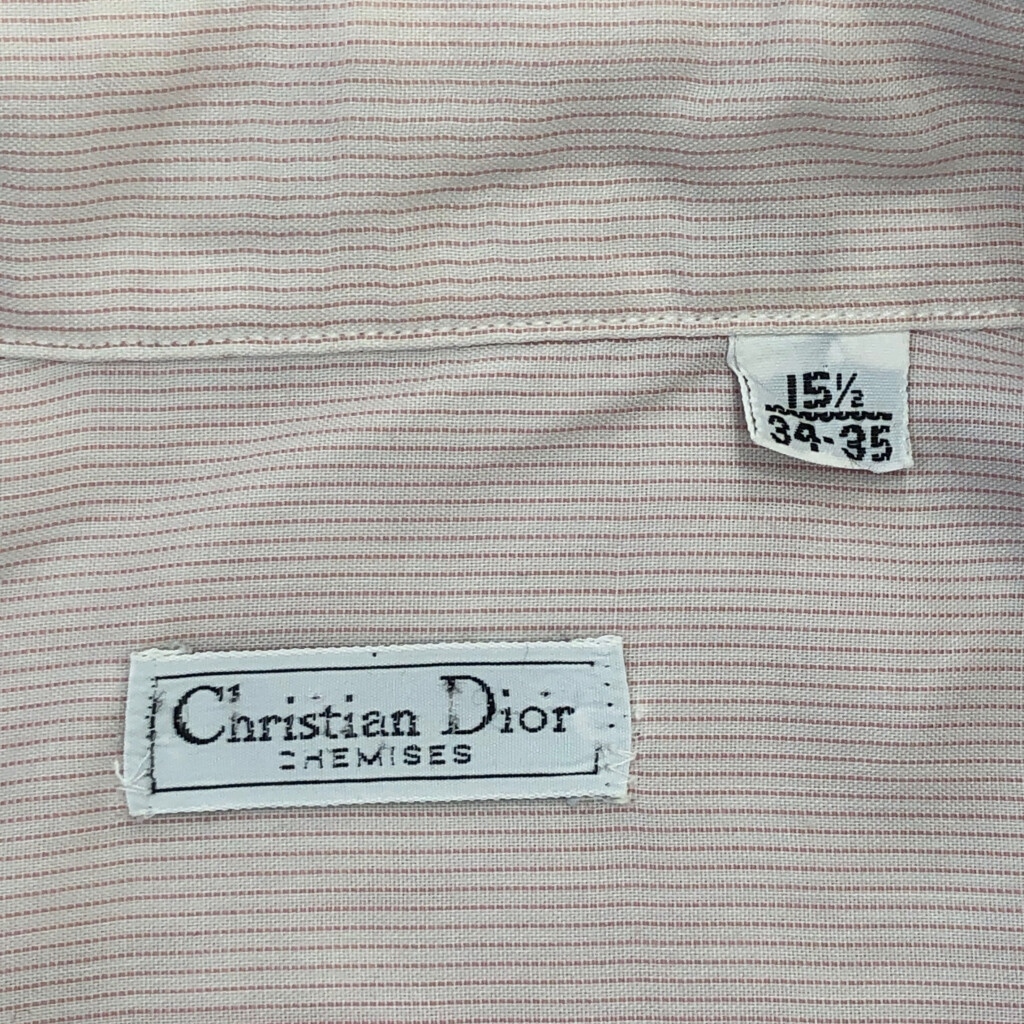 15½
34-35
Christian Dior
CHEMISES